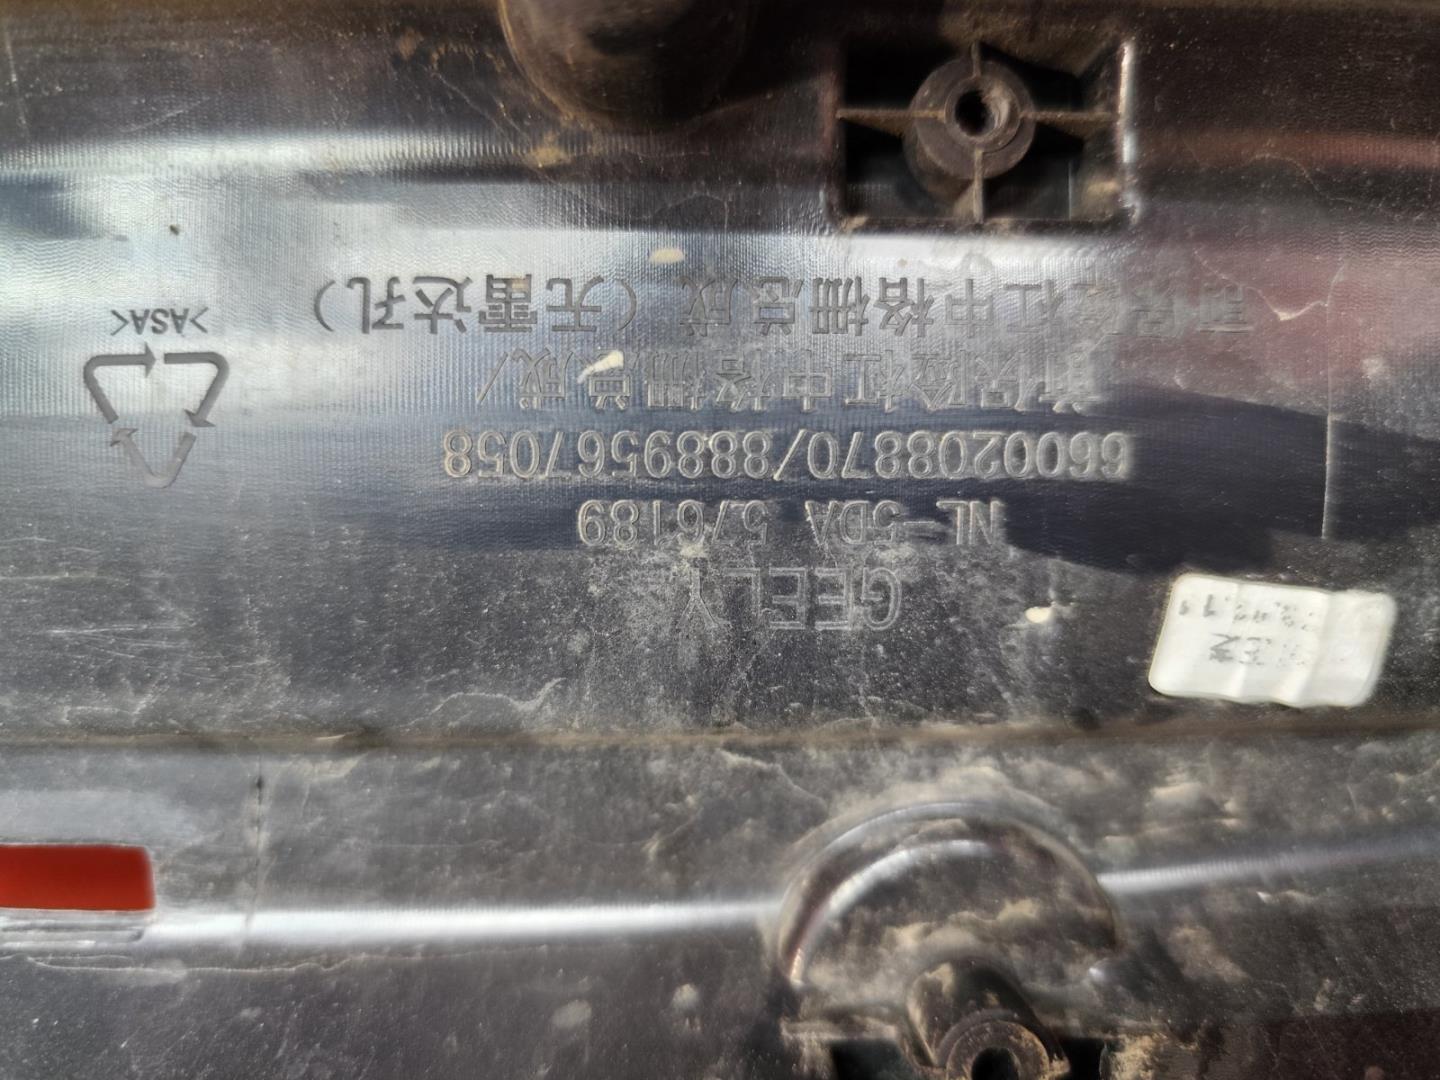 GEELY
NL-5DA 576189
6600208870/8889567058
前保险杠中格栅总成/
前保险杠中格栅总成（无雷达孔）
>ASA<